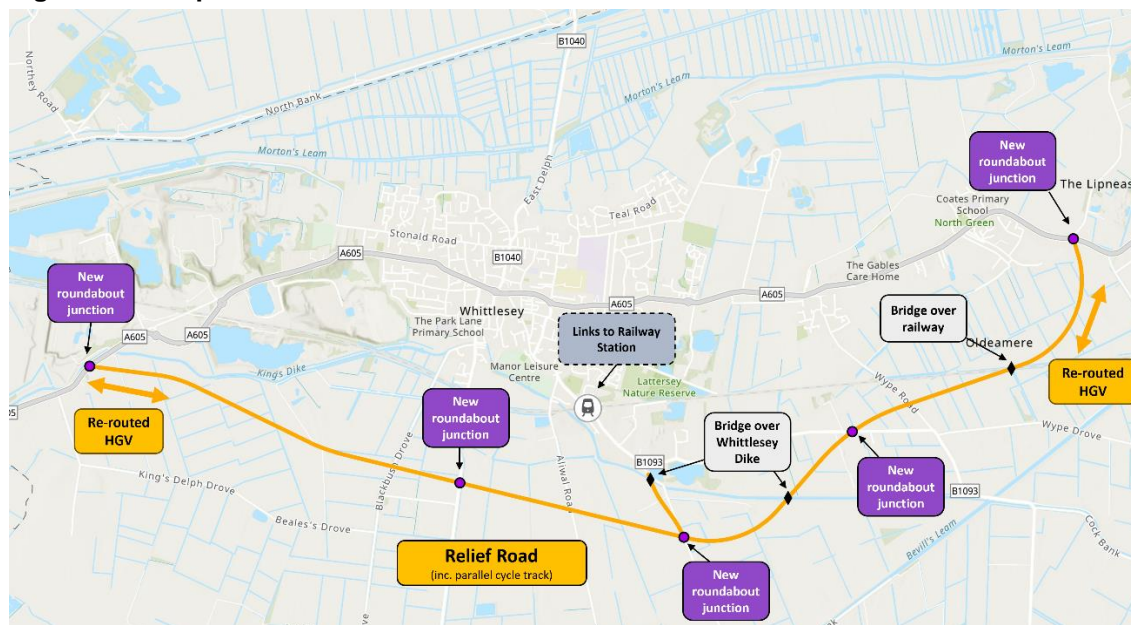 B1040
Northey Road
North Bank
Morton's Leam
Morton's Leam
Morton's Leam
East Delph
New
roundabout
junction
The Lipneas
Coates Primary
School
North Green
Teal Road
Stonald Road
A605
B1040
The Gables
Care Home
New
roundabout
junction
A605
A605
A605
A605
Whittlesey
The Park Lane
Primary School
Links to Railway
Station
Bridge over
railway
Oldeamere
King's Dike
Manor Leisure
Centre
Lattersey
Nature Reserve
Wype Road
Re-routed
HGV
05
Re-routed
HGV
New
roundabout
junction
Bridge over
Whittlesey
Dike
Wype Drove
King's Delph Drove
Blackbush Drove
Aliwal Road
B1093
New
roundabout
junction
B1093
Beales's Drove
Cock Bank
Bevill's Leam
Relief Road
(inc. parallel cycle track)
New
roundabout
junction